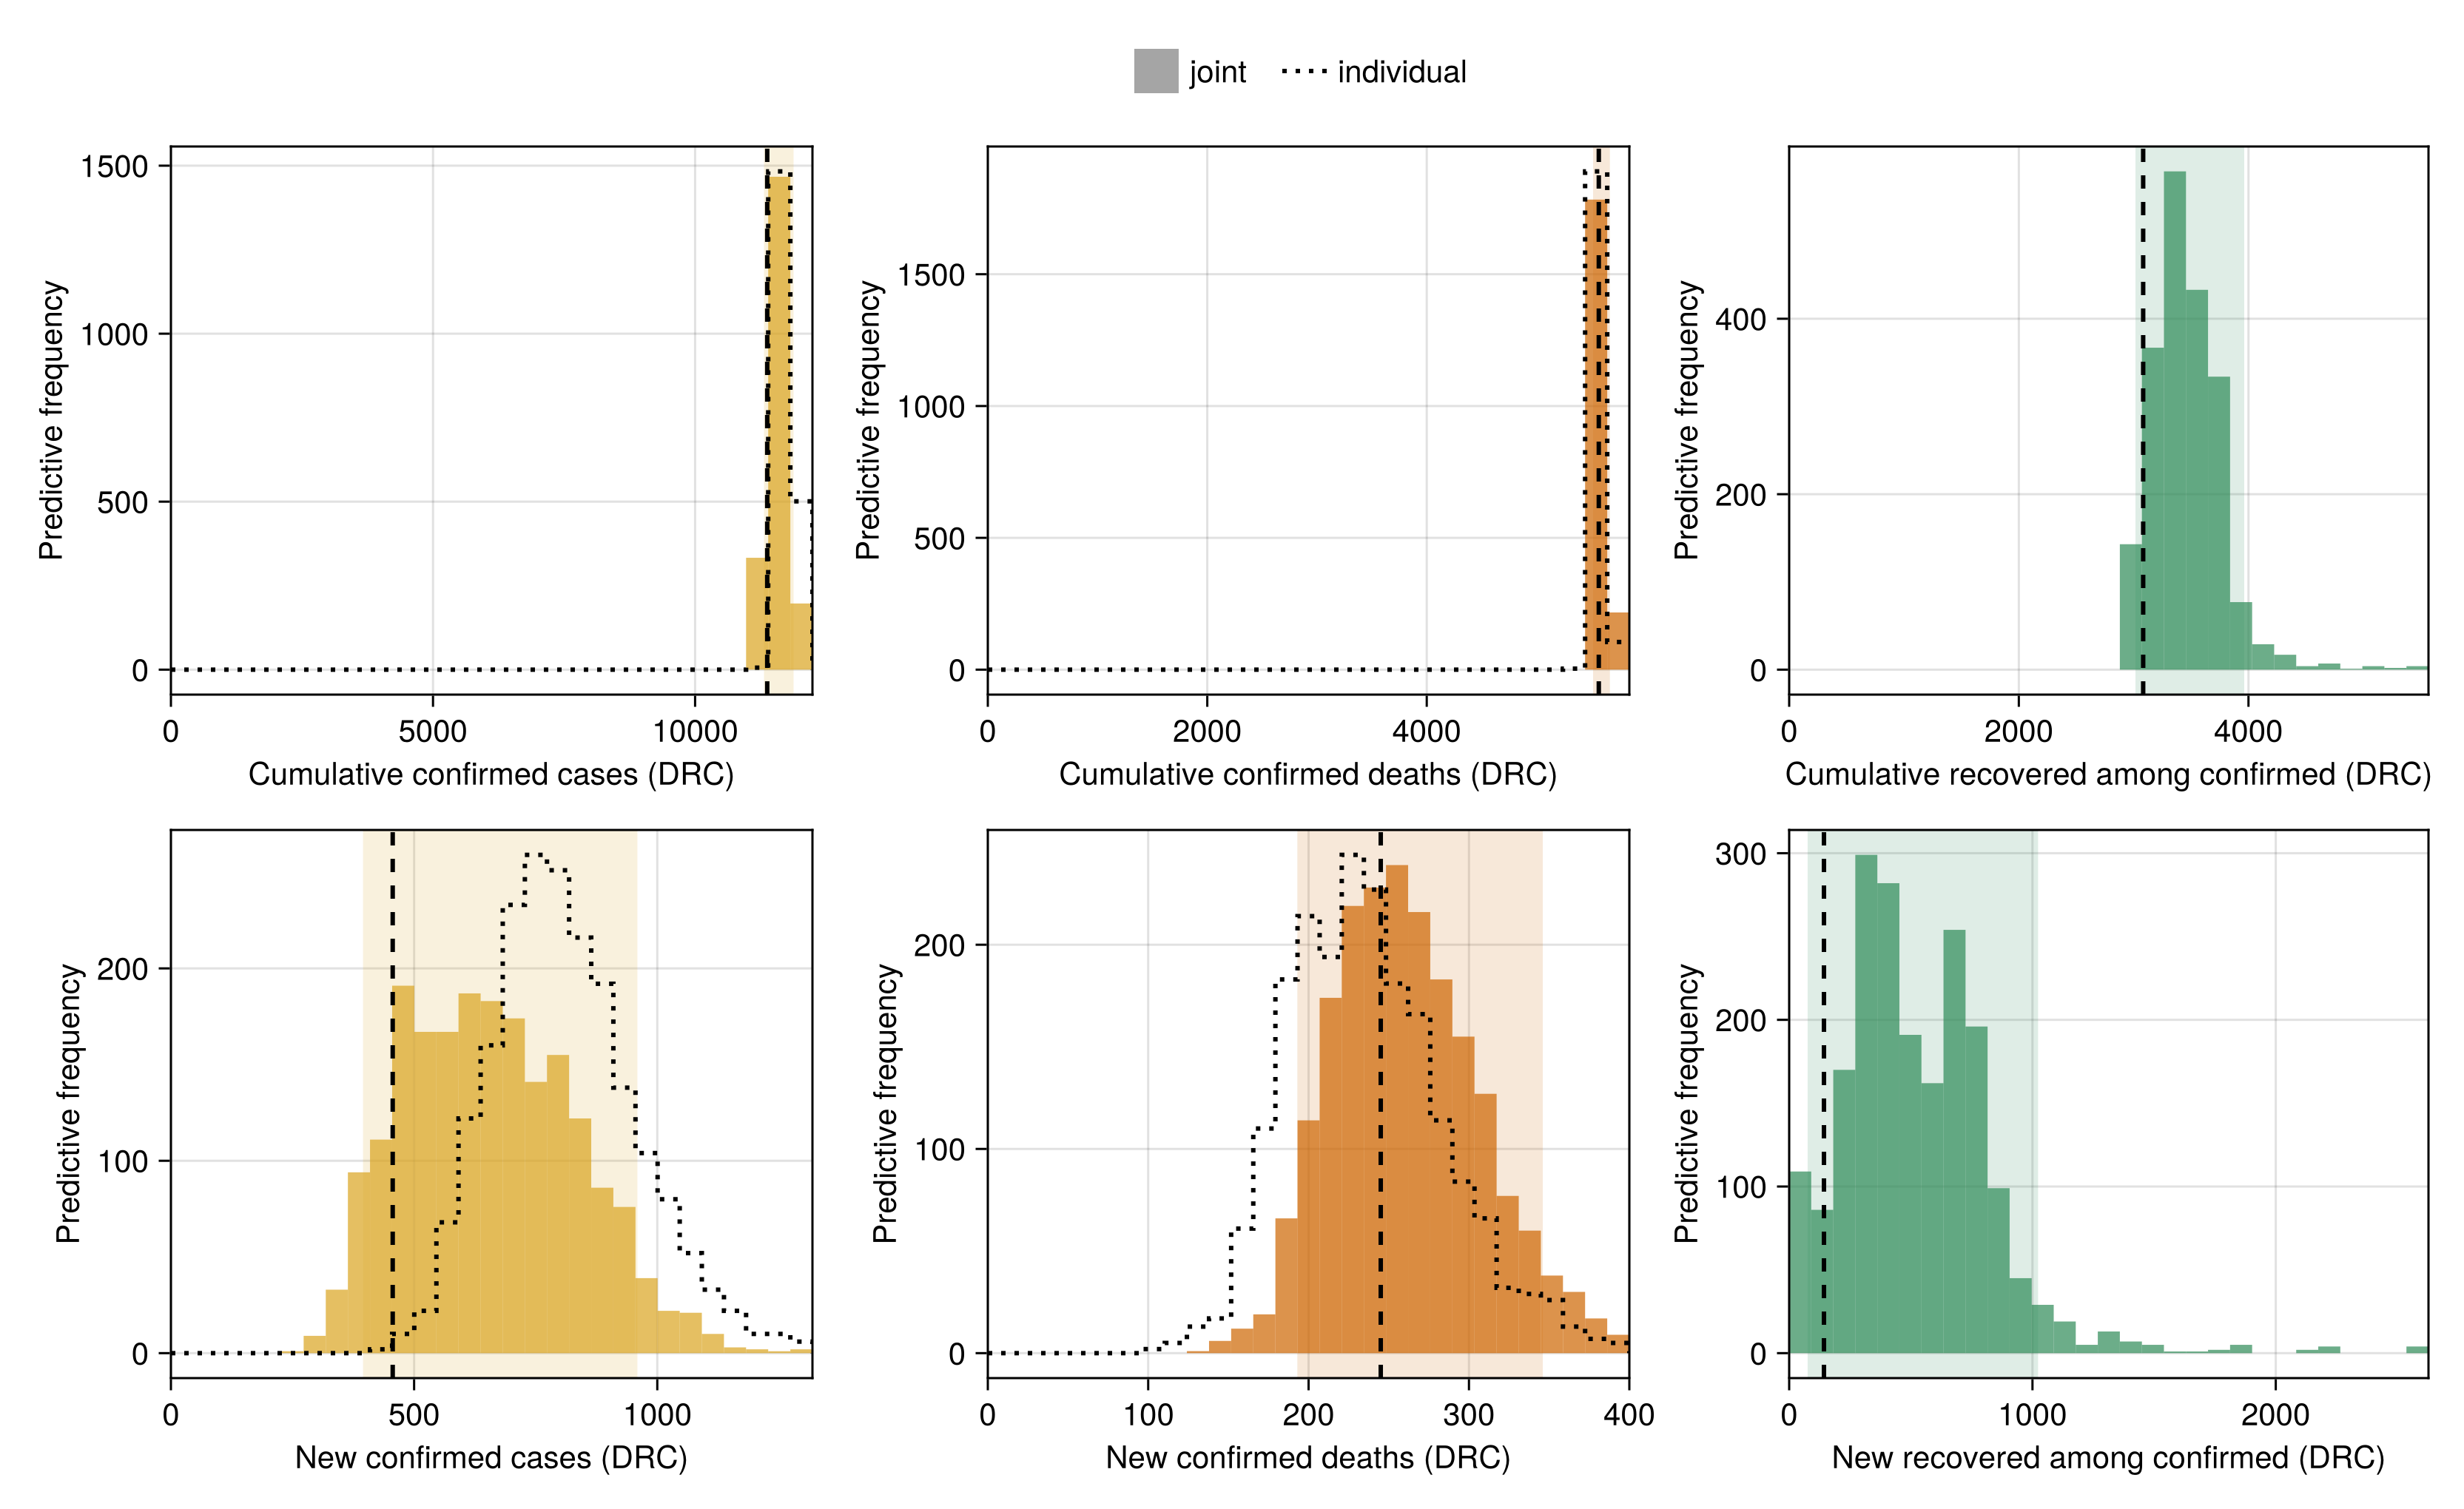 joint individual
Predictive frequency
1500
1000
500
0
0 5000 10000
Cumulative confirmed cases (DRC)
Predictive frequency
1500
1000
500
0
0 2000 4000
Cumulative confirmed deaths (DRC)
Predictive frequency
400
200
0
0 2000 4000
Cumulative recovered among confirmed (DRC)
Predictive frequency
200
100
0
0 500 1000
New confirmed cases (DRC)
Predictive frequency
200
100
0
0 100 200 300 400
New confirmed deaths (DRC)
Predictive frequency
300
200
100
0
0 1000 2000
New recovered among confirmed (DRC)